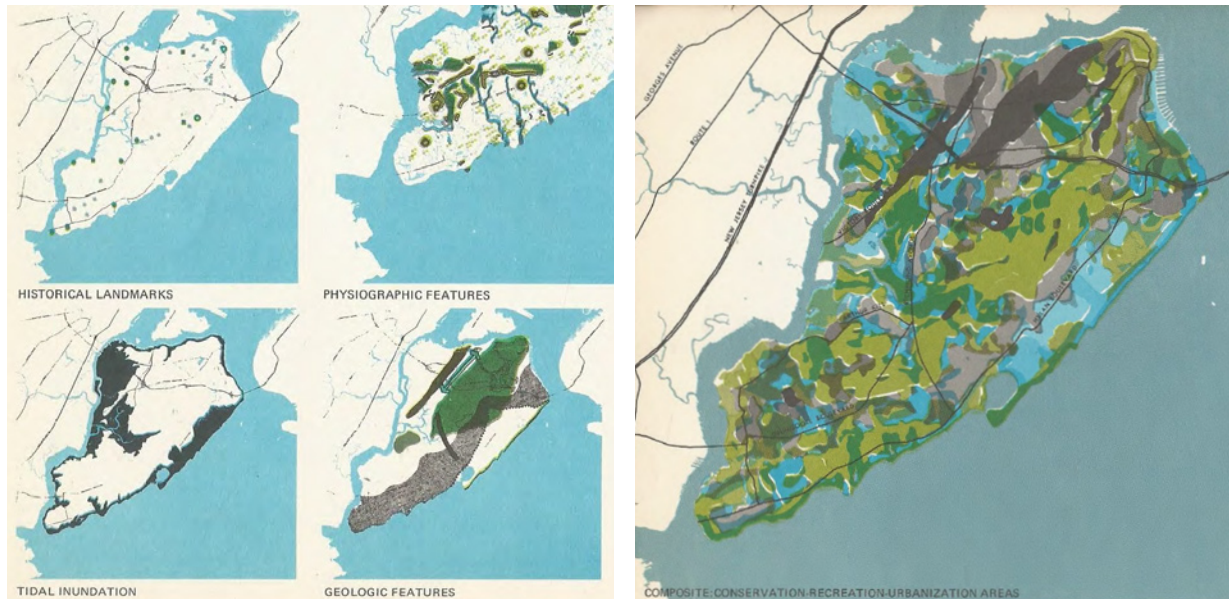 HISTORICAL LANDMARKS
PHYSIOGRAPHIC FEATURES
TIDAL INUNDATION
GEOLOGIC FEATURES
GEORGES AVENUE
ROUTE 1
NEW JERSEY TURNPIKE
COMPOSITE: CONSERVATION-RECREATION-URBANIZATION AREAS